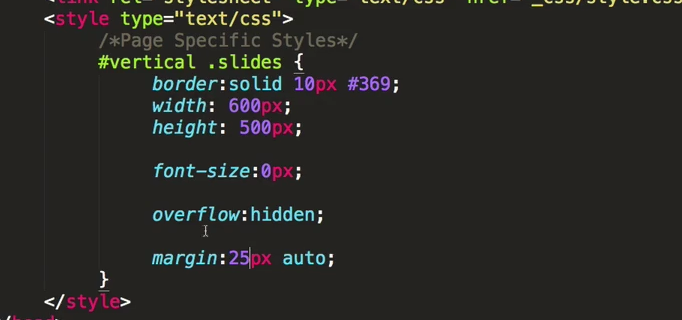 <link rel="stylesheet" type="text/css" href="_css/style.css
<style type="text/css">
/*Page Specific Styles*/
#vertical .slides {
border:solid 10px #369;
width: 600px;
height: 500px;
font-size:0px;
overflow:hidden;
margin:25px auto;
}
</style>
</head>